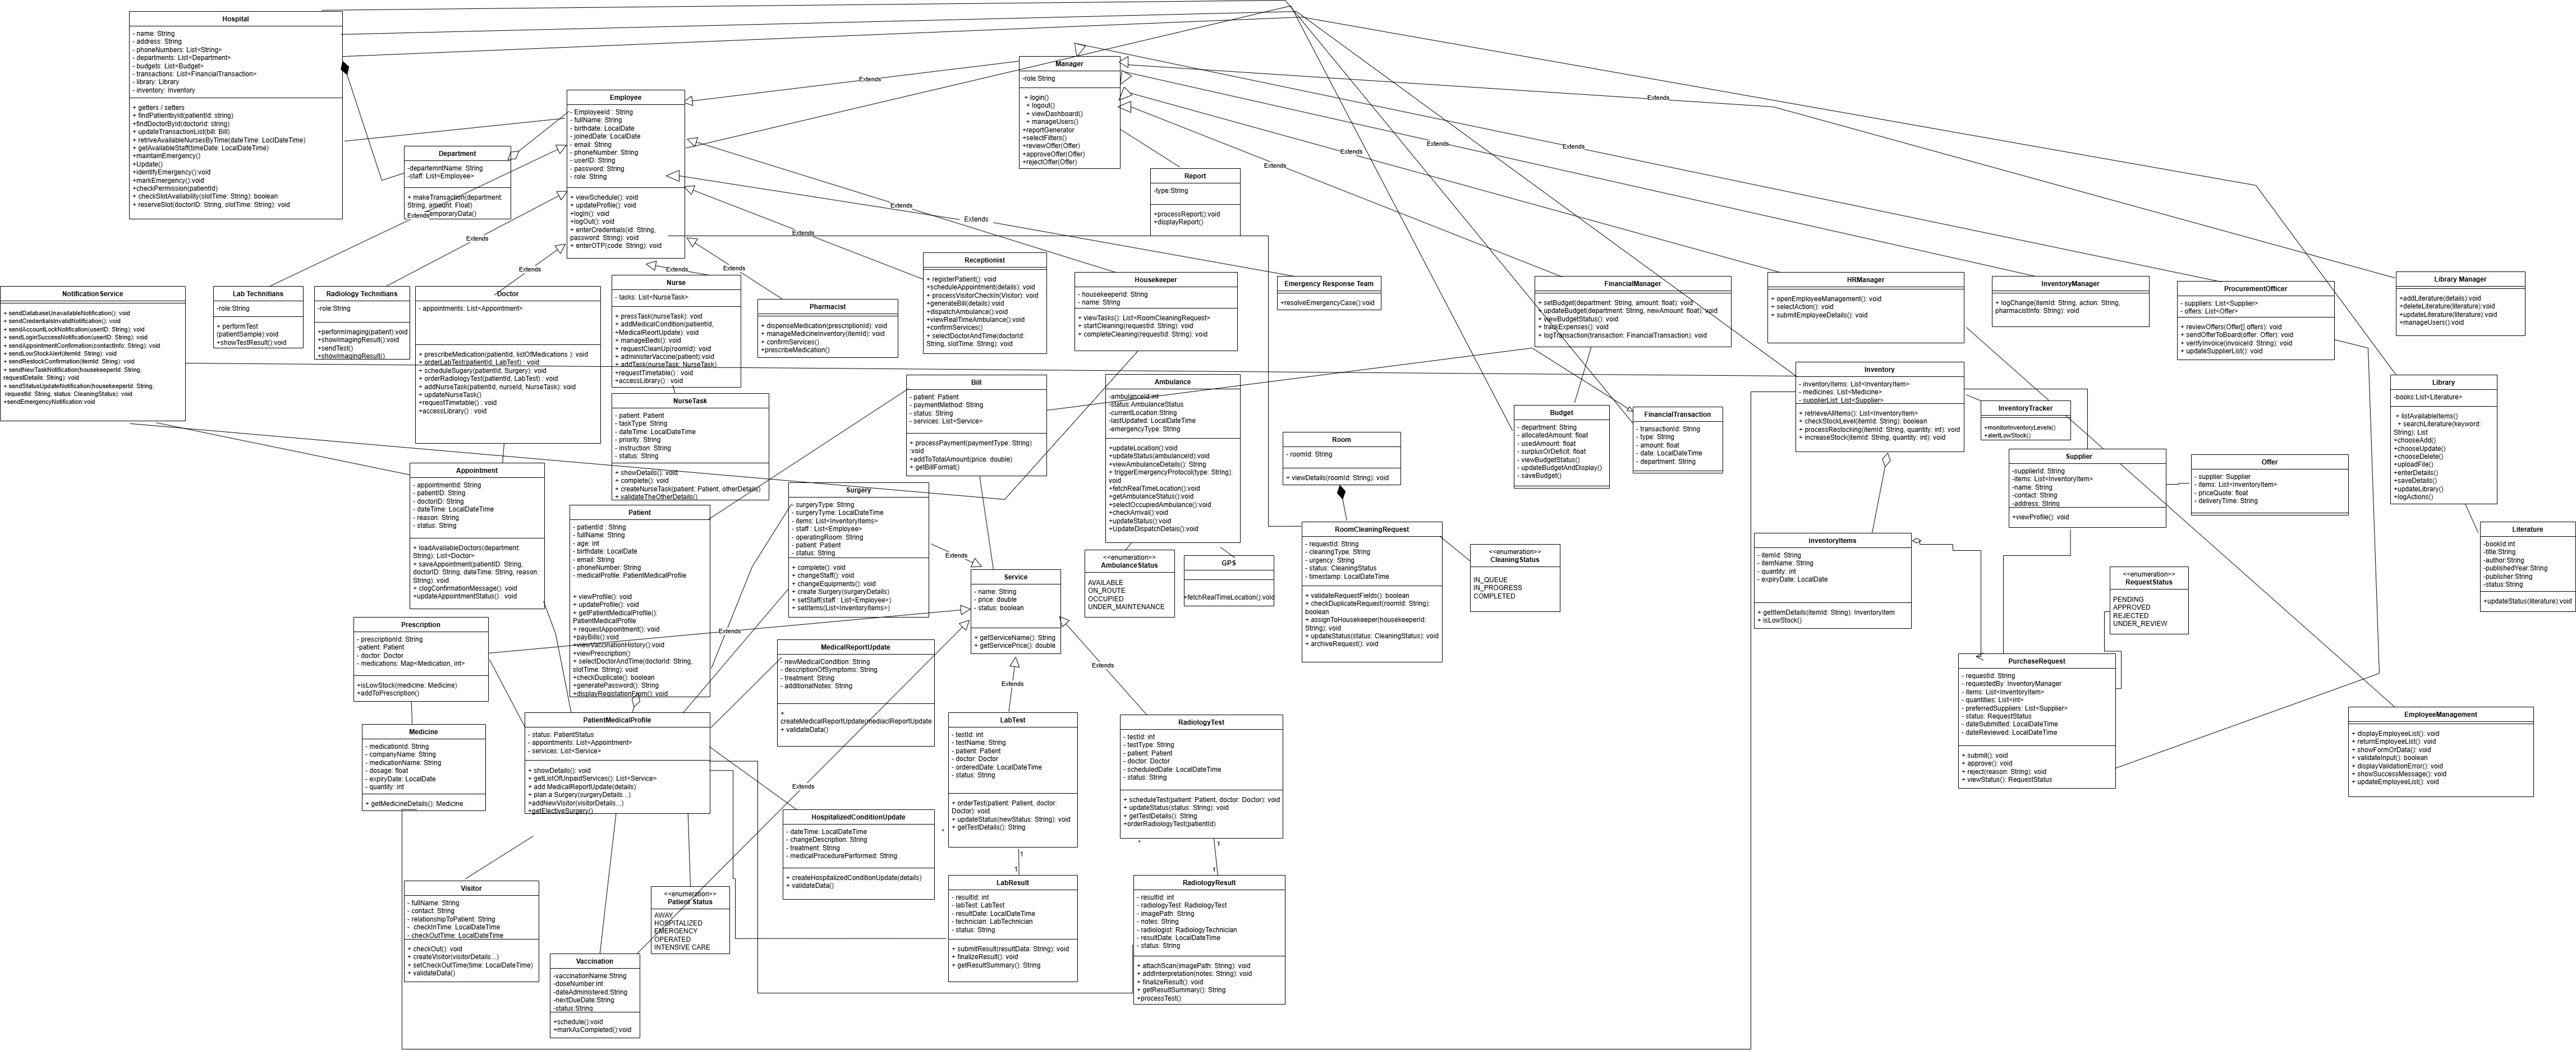 Hospital
- name: String
- address: String
- phoneNumbers: List<String>
- departments: List<Department>
- budgets: List<Budget>
- transactions: List<FinancialTransaction>
- library: Library
- inventory: Inventory
+ getters / setters
+ findPatientbyId(patientId: string)
+findDoctorById(doctorId: string)
+ updateTransactionList(bill: Bill)
+ retriveAvailableNursesByTime(dateTime: LoclDateTime)
+ getAvailableStaff(timeDate: LocalDateTime)
+maintainEmergency()
+Update()
+identifyEmergency():void
+markEmergency():void
+checkPermission(patientId)
+ checkSlotAvailability(slotTime: String): boolean
+ reserveSlot(doctorID: String, slotTime: String): void
Department
-departemntName: String
-staff: List<Employee>
+ makeTransaction(department:
String, amount: Float)
emporaryData()
Extends
Employee
- EmployeeId : String
- fullName: String
- birthdate: LocalDate
- joinedDate: LocalDate
- email: String
- phoneNumber: String
- userID: String
- password: String
- role: String
+ viewSchedule(): void
+ updateProfile(): void
+logIn(): void
+logOut(): void
+ enterCredentials(id: String,
password: String): void
+ enterOTP(code: String): void
Extends
Manager
-role:String
+ login()
+ logout()
+ viewDashboard()
+ manageUsers()
+reportGenerator
+selectFilters()
+reviewOffer(Offer)
+approveOffer(Offer)
+rejectOffer(Offer)
Report
-type:String
+processReport():void
+displayReport()
Extends
Extends
Extends
Extends
Extends
Extends
Extends
Extends
Extends
Extends
Extends
Extends
Extends
NotificationService
+ sendDatabaseUnavailableNotification(): void
+ sendCredentialsInvalidNotification(): void
+ sendAccountLockNotification(userID: String): void
+ sendLoginSuccessNotification(userID: String): void
+ sendAppointmentConfirmation(contactInfo: String): void
+ sendLowStockAlert(itemId: String): void
+ sendRestockConfirmation(itemId: String): void
+ sendNewTaskNotification(housekeeperId: String,
requestDetails: String): void
+ sendStatusUpdateNotification(housekeeperId: String,
requestId: String, status: CleaningStatus): void
+sendEmergencyNotification:void
Lab Technitians
-role:String
+ performTest
(patientSample):void
+showTestResult():void
Radiology Technitians
-role:String
+performImaging(patient):void
+showImagingResult():void
+sendTest()
+showImagingResult()
Doctor
- appointments: List<Appointment>
+ prescribeMedication(patientId, listOfMedications ): void
+ orderLabTest(patientId, LabTest) : void
+ scheduleSugery(patientId, Surgery): void
+ orderRadiologyTest(patientId, LabTest) : void
+ addNurseTask(patientId, nurseId, NurseTask): void
+ updateNurseTask()
+requestTimetable() : void
+accessLibrary() : void
Nurse
- tasks: List<NurseTask>
+ pressTask(nurseTask): void
+ addMedicalCondition(patientId,
+MedicalReortUpdate): void
+ manageBeds(): void
+ requestCleanUp(roomId): void
+ administerVaccine(patient):void
+ addTask(nurseTask: NurseTask)
+requestTimetable() : void
+accessLibrary() : void
Pharmacist
+ dispenseMedication(prescriptionId): void
+ manageMedicineInventory(itemId): void
+ confirmServices()
+prescribeMedication()
Receptionist
+ registerPatient(): void
+scheduleAppointment(details): void
+ processVisitorCheckIn(Visitor): void
+generateBill(details):void
+dispatchAmbulance():void
+viewRealTimeAmbulance():void
+confirmServices()
+ selectDoctorAndTime(doctorId:
String, slotTime: String): void
Housekeeper
- housekeeperId: String
- name: String
+ viewTasks(): List<RoomCleaningRequest>
+ startCleaning(requestId: String): void
+ completeCleaning(requestId: String): void
Emergency Response Team
+resolveEmergencyCase():void
FinancialManager
+ setBudget(department: String, amount: float): void
+ updateBudget(department: String, newAmount: float): void
+ viewBudgetStatus(): void
+ trackExpenses(): void
+ logTransaction(transaction: FinancialTransaction): void
HRManager
+ openEmployeeManagement(): void
+ selectAction(): void
+ submitEmployeeDetails(): void
InventoryManager
+ logChange(itemId: String, action: String,
pharmacistInfo: String): void
ProcurementOfficer
- suppliers: List<Supplier>
- offers: List<Offer>
+ reviewOffers(Offer[] offers): void
+ sendOfferToBoard(offer: Offer): void
+ verifyInvoice(invoiceId: String): void
+ updateSupplierList(): void
Library Manager
+addLiterature(details):void
+deleteLiterature(literature):void
+updateLiterature(literature):void
+manageUsers():void
NurseTask
- patient: Patient
- taskType: String
- dateTime: LocalDateTime
- priority: String
- instruction: String
- status: String
+ showDetails(): void
+ complete(): void
+ createNurseTask(patient: Patient, otherDetails)
+ validateTheOtherDetails()
Bill
- patient: Patient
- paymentMethod: String
- status: String
- services: List<Service>
+ processPayment(paymentType: String)
:void
+addToTotalAmount(price: double)
+ getBillFormat()
Ambulance
-ambulanceId:int
-status:AmbulanceStatus
-currentLocation:String
-lastUpdated: LocalDateTime
-emergencyType: String
+updateLocation():void
+updateStatus(ambulanceId):void
+viewAmbulanceDetails(): String
+ triggerEmergencyProtocol(type: String):
void
+fetchRealTimeLocation():void
+getAmbulanceStatus():void
+selectOccupiedAmbulance():void
+checkArrival():void
+updateStatus():void
+UpdateDispatchDetais():void
Room
- roomId: String
+ viewDetails(roomId: String): void
Budget
- department: String
- allocatedAmount: float
- usedAmount: float
- surplusOrDeficit: float
- viewBudgetStatus()
- updateBudgetAndDisplay()
- saveBudget()
FinancialTransaction
- transactionId: String
- type: String
- amount: float
- date: LocalDateTime
- department: String
Inventory
- inventoryItems: List<InventoryItem>
- medicines: List<Medicine>
- supplierList: List<Supplier>
+ retrieveAllItems(): List<InventoryItem>
+ checkStockLevel(itemId: String): boolean
+ processRestocking(itemId: String, quantity: int): void
+ increaseStock(itemId: String, quantity: int): void
InventoryTracker
+monitorInventoryLevels()
+alertLowStock()
Supplier
-supplierId: String
-items: List<InventoryItem>
-name: String
-contact: String
-address: String
+viewProfile(): void
Offer
- supplier: Supplier
- items: List<InventoryItem>
- priceQuote: float
- deliveryTime: String
Library
-books:List<Literature>
+ listAvailableItems()
+ searchLiterature(keyword:
String): List
+chooseAdd()
+chooseUpdate()
+chooseDelete()
+uploadFile()
+enterDetails()
+saveDetails()
+updateLibrary()
+logActions()
Literature
-bookId:int
-title:String
-author:String
-publishedYear:String
-publisher:String
-status:String
+updateStatus(literature):void
Appointment
- appointmentId: String
- patientID: String
- doctorID: String
- dateTime: LocalDateTime
- reason: String
- status: String
+ loadAvailableDoctors(department:
String): List<Doctor>
+ saveAppointment(patientID: String,
doctorID: String, dateTime: String, reason:
String): void
+ clogConfirmationMessage(): void
+updateAppointmentStatus() : void
Patient
- patientId : String
- fullName: String
- age: int
- birthdate: LocalDate
- email: String
- phoneNumber: String
- medicalProfile: PatientMedicalProfile
+ viewProfile(): void
+ updateProfile(): void
+ getPatientMedicalProfile():
PatientMedicalProfile
+ requestAppointment(): void
+payBills():void
+viewVaccinationHistory():void
+viewPrescription()
+ selectDoctorAndTime(doctorId: String,
slotTime: String): void
+checkDuplicate(): boolean
+generatePassword(): String
+displayRegistationFrom(): void
Surgery
- surgeryType: String
- surgeryTyme: LocalDateTime
- items: List<InventoryItems>
- staff : List<Employee>
- operatingRoom: String
- patient: Patient
- status: String
+ complete(): void
+ changeStaff(): void
+ changeEquipments(): void
+ create Surgery(surgeryDetails)
+ setStaff(staff : List<Employee>)
+ setItems(List<InventoryItems>)
Extends
Service
- name: String
- price: double
- status: boolean
+ getServiceName(): String
+ getServicePrice(): double
<<enumeration>>
AmbulanceStatus
AVAILABLE
ON_ROUTE
OCCUPIED
UNDER_MAINTENANCE
GPS
+fetchRealTimeLocation():void
RoomCleaningRequest
- requestId: String
- cleaningType: String
- urgency: String
- status: CleaningStatus
- timestamp: LocalDateTime
+ validateRequestFields(): boolean
+ checkDuplicateRequest(roomId: String):
boolean
+ assignToHousekeeper(housekeeperId:
String): void
+ updateStatus(status: CleaningStatus): void
+ archiveRequest(): void
<<enumeration>>
CleaningStatus
IN_QUEUE
IN_PROGRESS
COMPLETED
inventoryItems
- itemId: String
- itemName: String
- quantity: int
- expiryDate: LocalDate
+ getItemDetails(itemId: String): InventoryItem
+ isLowStock()
<<enumeration>>
RequestStatus
PENDING
APPROVED
REJECTED
UNDER_REVIEW
PurchaseRequest
- requestId: String
- requestedBy: InventoryManager
- items: List<InventoryItem>
- quantities: List<int>
- preferredSuppliers: List<Supplier>
- status: RequestStatus
- dateSubmitted: LocalDateTime
- dateReviewed: LocalDateTime
+ submit(): void
+ approve(): void
+ reject(reason: String): void
+ viewStatus(): RequestStatus
EmployeeManagement
+ displayEmployeeList(): void
+ returnEmployeeList(): void
+ showFormOrData(): void
+ validateInput(): boolean
+ displayValidationError(): void
+ showSuccessMessage(): void
+ updateEmployeeList(): void
Prescription
- prescriptionId: String
-patient: Patient
- doctor: Doctor
- medications: Map<Medication, int>
+isLowStock(medicine: Medicine)
+addToPrescription()
Medicine
- medicationId: String
- companyName: String
- medicationName: String
- dosage: float
- expiryDate: LocalDate
- quantity: int
+ getMedicineDetails(): Medicine
PatientMedicalProfile
- status: PatientStatus
- appointments: List<Appointment>
- services: List<Service>
+ showDetails(): void
+ getListOfUnpaidServices(): List<Service>
+ add MedicalReportUpdate(details)
+ plan a Surgery(surgeryDetails...)
+addNewVisitor(visitorDetails...)
+getElectiveSurgery()
Extends
MedicalReportUpdate
- newMedicalCondition: String
- descriptionOfSymptoms: String
- treatment: String
- additionalNotes: String
+
createMedicalReportUpdate(mediaclReportUpdate
+ validateData()
Extends
HospitalizedConditionUpdate
- dateTime: LocalDateTime
- changeDescription: String
- treatment: String
- medicalProcedurePerformed: String
+ createHospitalizedConditionUpdate(details)
+ validateData()
Extends
LabTest
- testId: int
- testName: String
- patient: Patient
- doctor: Doctor
- orderedDate: LocalDateTime
- status: String
+ orderTest(patient: Patient, doctor:
Doctor): void
+ updateStatus(newStatus: String): void
+ getTestDetails(): String
*
1
1
Extends
RadiologyTest
- testId: int
- testType: String
- patient: Patient
- doctor: Doctor
- scheduledDate: LocalDateTime
- status: String
+ scheduleTest(patient: Patient, doctor: Doctor): void
+ updateStatus(status: String): void
+ getTestDetails(): String
+orderRadiologyTest(patientId)
*
1
1
LabResult
- resultId: int
- labTest: LabTest
- resultDate: LocalDateTime
- technician: LabTechnician
- status: String
+ submitResult(resultData: String): void
+ finalizeResult(): void
+ getResultSummary(): String
RadiologyResult
- resultId: int
- radiologyTest: RadiologyTest
- imagePath: String
- notes: String
- radiologist: RadiologyTechnician
- resultDate: LocalDateTime
- status: String
+ attachScan(imagePath: String): void
+ addInterpretation(notes: String): void
+ finalizeResult(): void
+ getResultSummary(): String
+processTest()
Visitor
- fullName: String
- contact: String
- relationshipToPatient: String
- checkInTime: LocalDateTime
- checkOutTime: LocalDateTime
+ checkOut(): void
+ createVisitor(visitorDetails...)
+ setCheckOutTime(time: LocalDateTime)
+ validateData()
<<enumeration>>
Patient Status
AWAY
HOSPITALIZED
EMERGENCY
OPERATED
INTENSIVE CARE
Vaccination
-vaccinationName:String
-doseNumber:int
-dateAdministered:String
-nextDueDate:String
-status:String
+schedule():void
+markAsCompleted():void